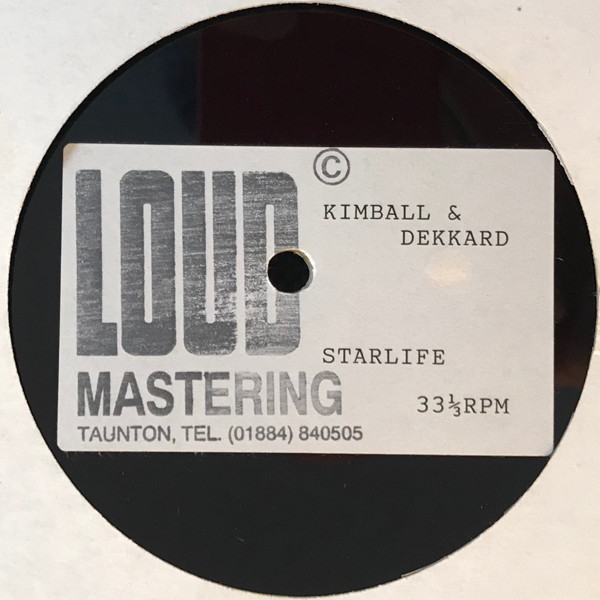 LOUD ©
MASTERING
TAUNTON, TEL. (01884) 840505
KIMBALL &
DEKKARD
STARLIFE
33⅓RPM